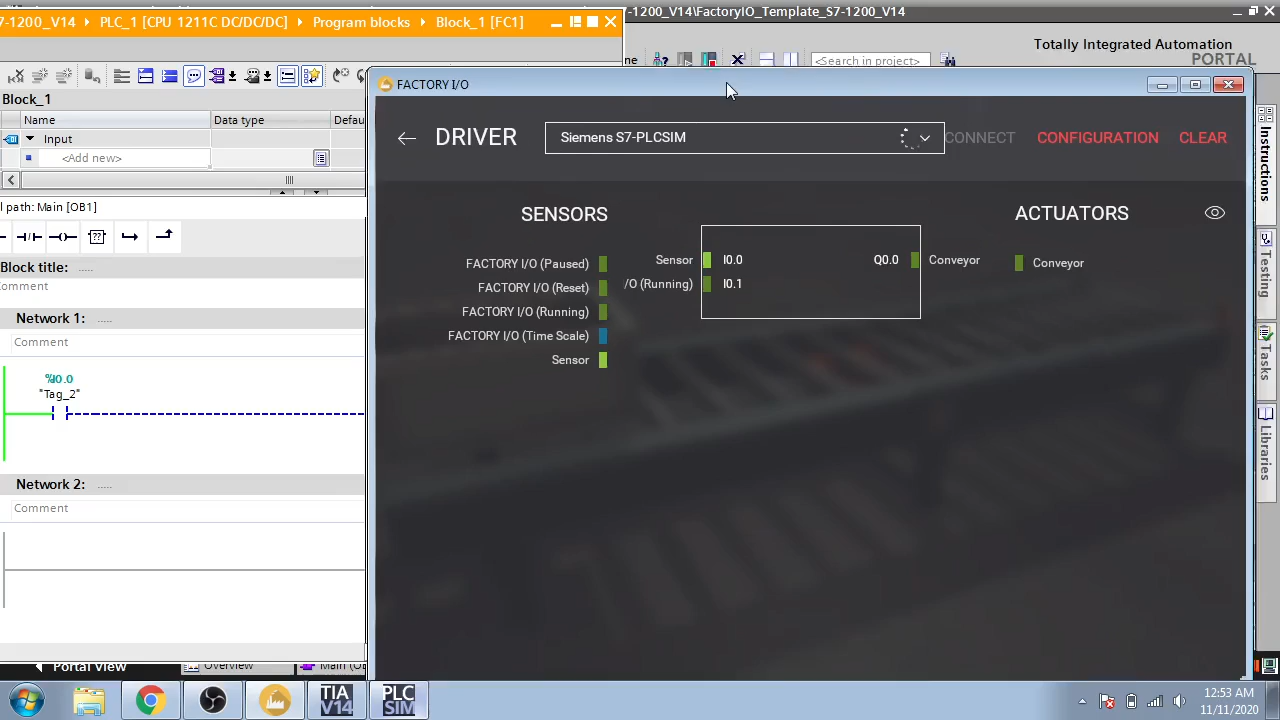 7-1200_V14 PLC_1 [CPU 1211C DC/DC/DC] Program blocks Block_1 [FC1]
-1200_V14\FactoryIO_Template_S7-1200_V14
Totally Integrated Automation
PORTAL
ne
<Search in project>
Block_1
Name Data type Defau
Input
<Add new>
l path: Main [OB1]
??
Block title: .....
Comment
Network 1: .....
Comment
%I0.0
"Tag_2"
Network 2: .....
Comment
FACTORY I/O
DRIVER
Siemens S7-PLCSIM
CONNECT CONFIGURATION CLEAR
SENSORS
FACTORY I/O (Paused)
FACTORY I/O (Reset)
FACTORY I/O (Running)
FACTORY I/O (Time Scale)
Sensor
Sensor I0.0 Q0.0 Conveyor
/O (Running) I0.1
ACTUATORS
Conveyor
Instructions
Testing
Tasks
Libraries
Portal View Overview Main (O
TIA V14
PLC SIM
12:53 AM
11/11/2020